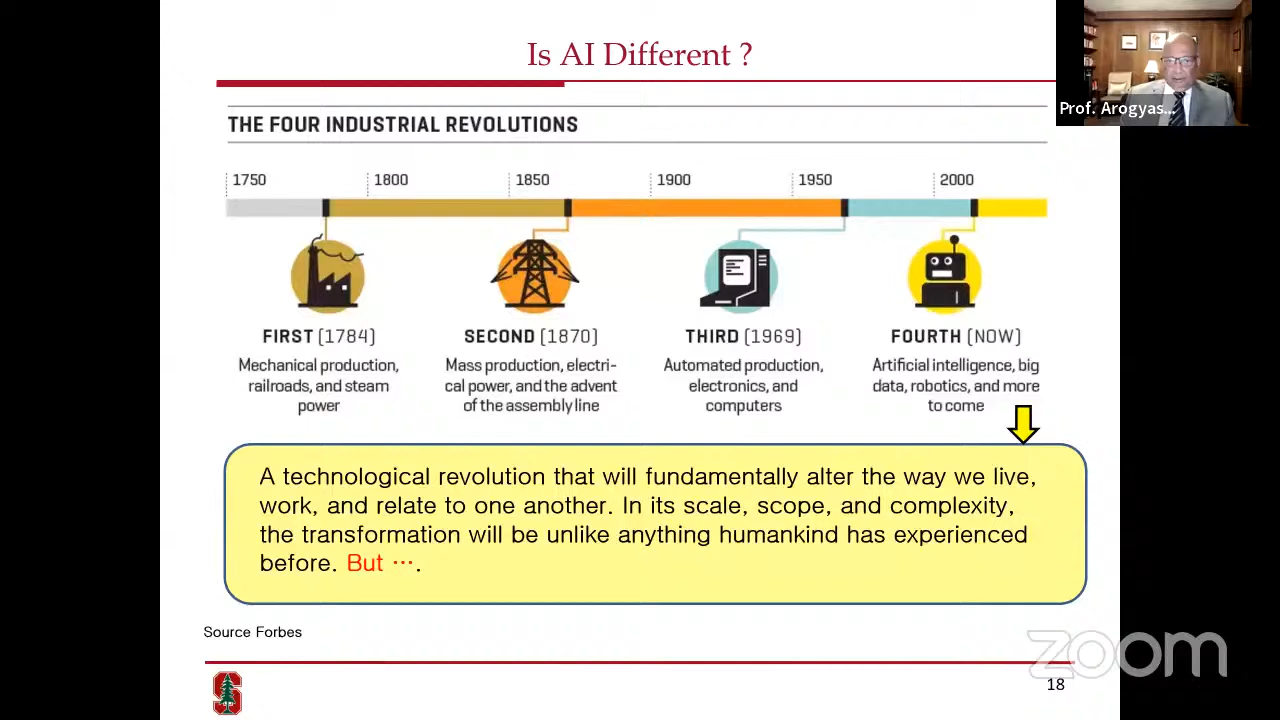 Is AI Different ?
Prof. Arogyas...
THE FOUR INDUSTRIAL REVOLUTIONS
1750
1800
1850
1900
1950
2000
FIRST (1784)
Mechanical production,
railroads, and steam
power
SECOND (1870)
Mass production, electri-
cal power, and the advent
of the assembly line
THIRD (1969)
Automated production,
electronics, and
computers
FOURTH (NOW)
Artificial intelligence, big
data, robotics, and more
to come
A technological revolution that will fundamentally alter the way we live,
work, and relate to one another. In its scale, scope, and complexity,
the transformation will be unlike anything humankind has experienced
before. But ….
Source Forbes
zoom
18